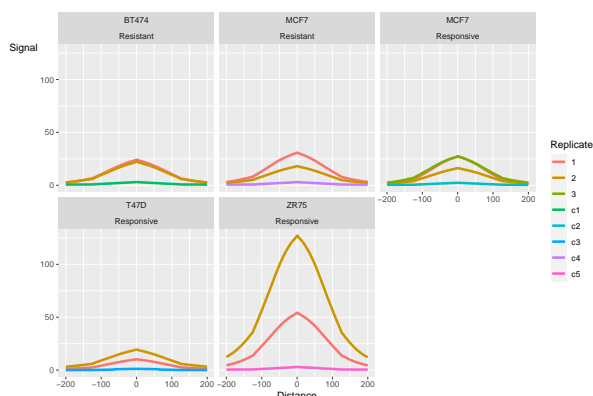 BT474 MCF7 MCF7
Resistant Resistant Responsive
Signal
100
50
0
−200 −100 0 100 200
Replicate
1
2
3
c1
c2
c3
c4
c5
T47D ZR75
Responsive Responsive
100
50
0
−200 −100 0 100 200 −200 −100 0 100 200
Distance